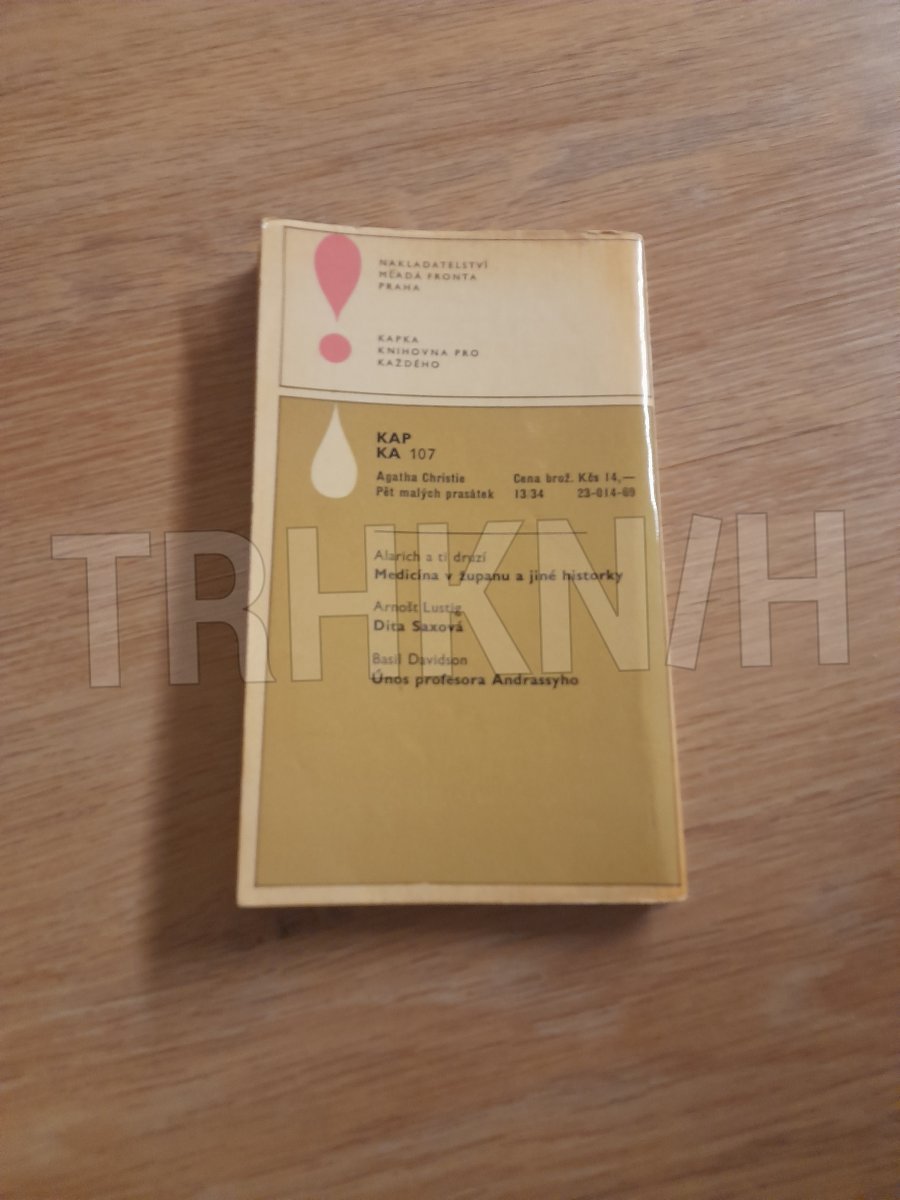 NAKLADATELSTVÍ
MLADÁ FRONTA
PRAHA
KAPKA
KNIHOVNA PRO
KAŽDÉHO
KAP
KA 107
Agatha Christie Cena brož. Kčs 14,—
Pět malých prasátek 13/34 23-014-69
Alarich a ti druzí
Medicína v županu a jiné historky
Arnošt Lustig
Dita Saxová
Basil Davidson
Únos profesora Andrassyho
TRHKN/H